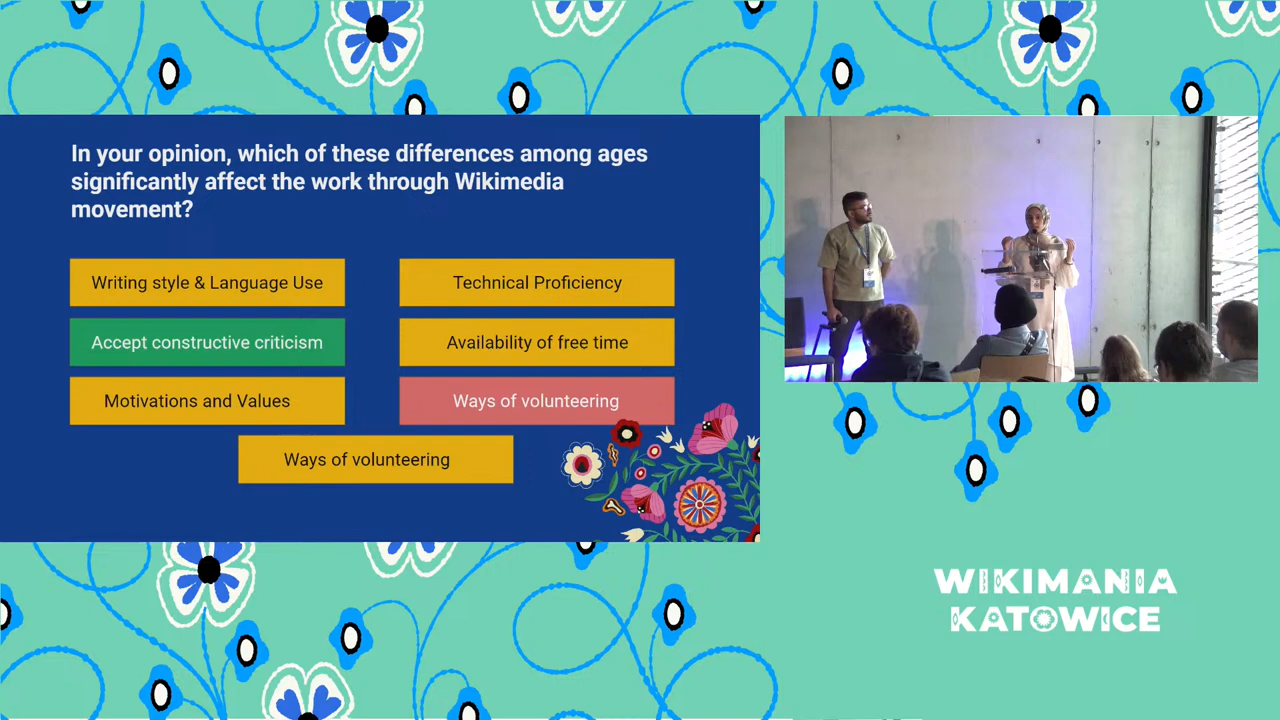 In your opinion, which of these differences among ages
significantly affect the work through Wikimedia
movement?
Writing style & Language Use
Technical Proficiency
Accept constructive criticism
Availability of free time
Motivations and Values
Ways of volunteering
Ways of volunteering
WIKIMANIA
KATOWICE